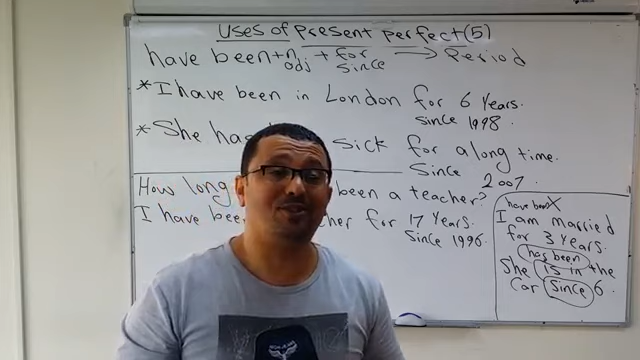 Uses of present perfect (5)
have been + n + for → Period
adj since
*I have been in London for 6 Years.
since 1998.
*She has sick for a long time.
Since 2007.
How long been a teacher?
I have been for 17 Years.
Since 1996.
have been X
I am married
for 3 Years.
has been
She is in the
car since 6